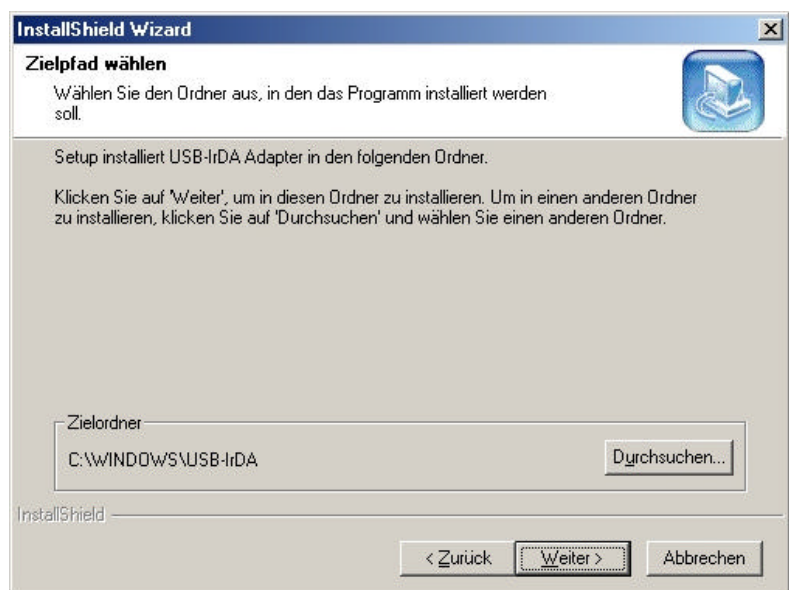 InstallShield Wizard
Zielpfad wählen
Wählen Sie den Ordner aus, in den das Programm installiert werden
soll.
Setup installiert USB-IrDA Adapter in den folgenden Ordner.
Klicken Sie auf 'Weiter', um in diesen Ordner zu installieren. Um in einen anderen Ordner
zu installieren, klicken Sie auf 'Durchsuchen' und wählen Sie einen anderen Ordner.
Zielordner
C:\WINDOWS\USB-IrDA
Durchsuchen...
InstallShield
< Zurück
Weiter >
Abbrechen